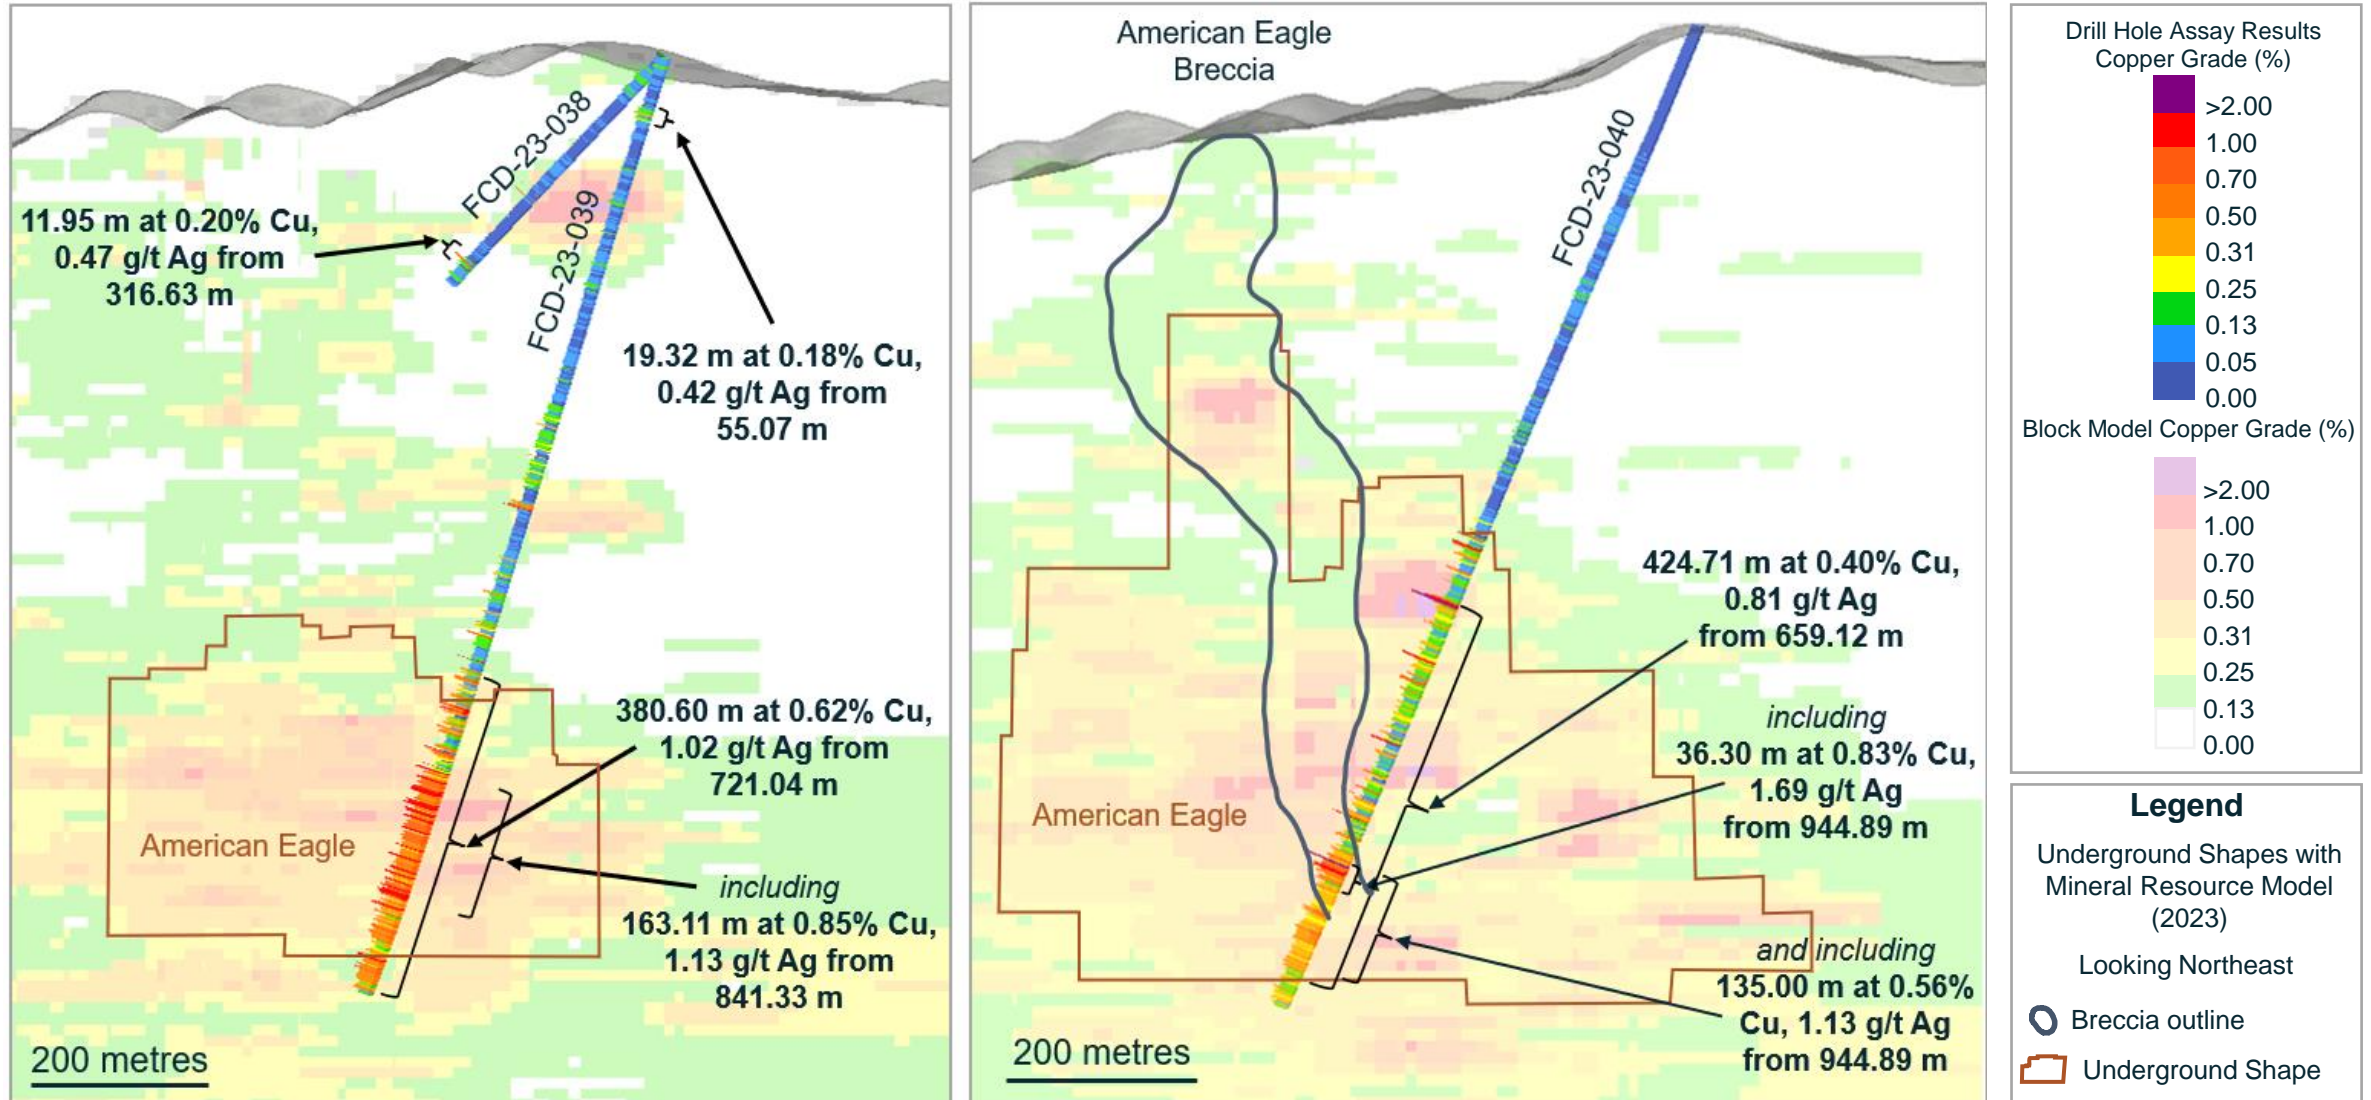 FCD-23-038
FCD-23-039
11.95 m at 0.20% Cu,
0.47 g/t Ag from
316.63 m
19.32 m at 0.18% Cu,
0.42 g/t Ag from
55.07 m
380.60 m at 0.62% Cu,
1.02 g/t Ag from
721.04 m
American Eagle
including
163.11 m at 0.85% Cu,
1.13 g/t Ag from
841.33 m
200 metres
American Eagle
Breccia
FCD-23-040
424.71 m at 0.40% Cu,
0.81 g/t Ag
from 659.12 m
including
36.30 m at 0.83% Cu,
1.69 g/t Ag
from 944.89 m
American Eagle
and including
135.00 m at 0.56%
Cu, 1.13 g/t Ag
from 944.89 m
200 metres
Drill Hole Assay Results
Copper Grade (%)
>2.00
1.00
0.70
0.50
0.31
0.25
0.13
0.05
0.00
Block Model Copper Grade (%)
>2.00
1.00
0.70
0.50
0.31
0.25
0.13
0.00
Legend
Underground Shapes with
Mineral Resource Model
(2023)
Looking Northeast
Breccia outline
Underground Shape